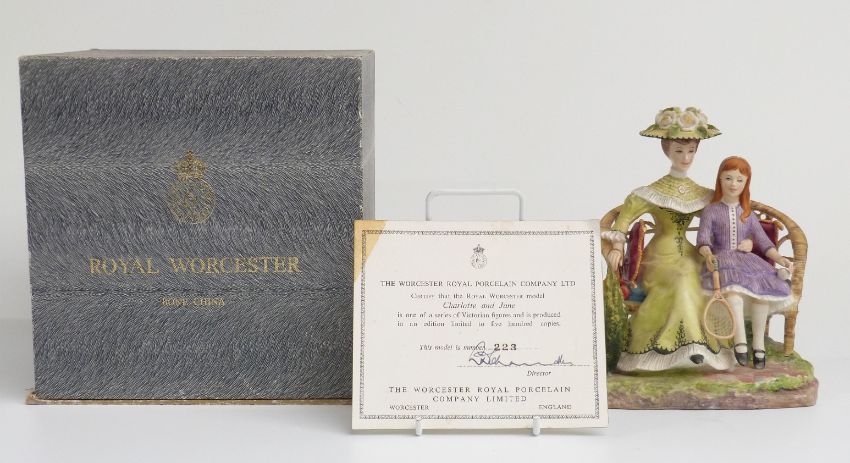 ROYAL WORCESTER
BONE CHINA
THE WORCESTER ROYAL PORCELAIN COMPANY LTD
Certify that the ROYAL WORCESTER model
Charlotte and Jane
is one of a series of Victorian figures and is produced
in an edition limited to five hundred copies.
This model is number 223
Director
THE WORCESTER ROYAL PORCELAIN
COMPANY LIMITED
WORCESTER ENGLAND